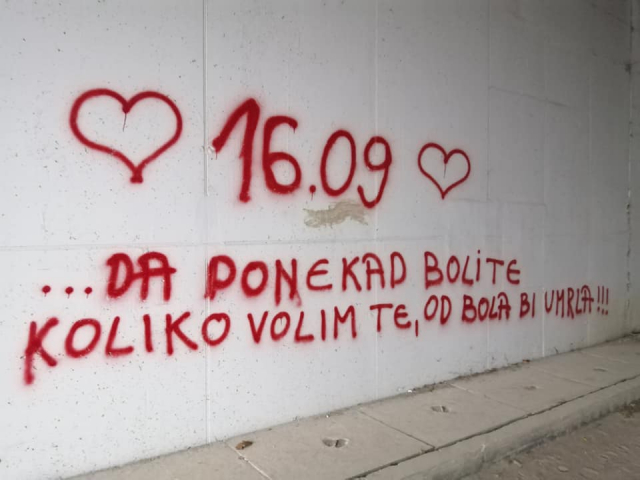 16.09
...DA PONEKAD BOLiTE
KOLIKO VOLIM TE, OD BOLA BI UMRLA!!!